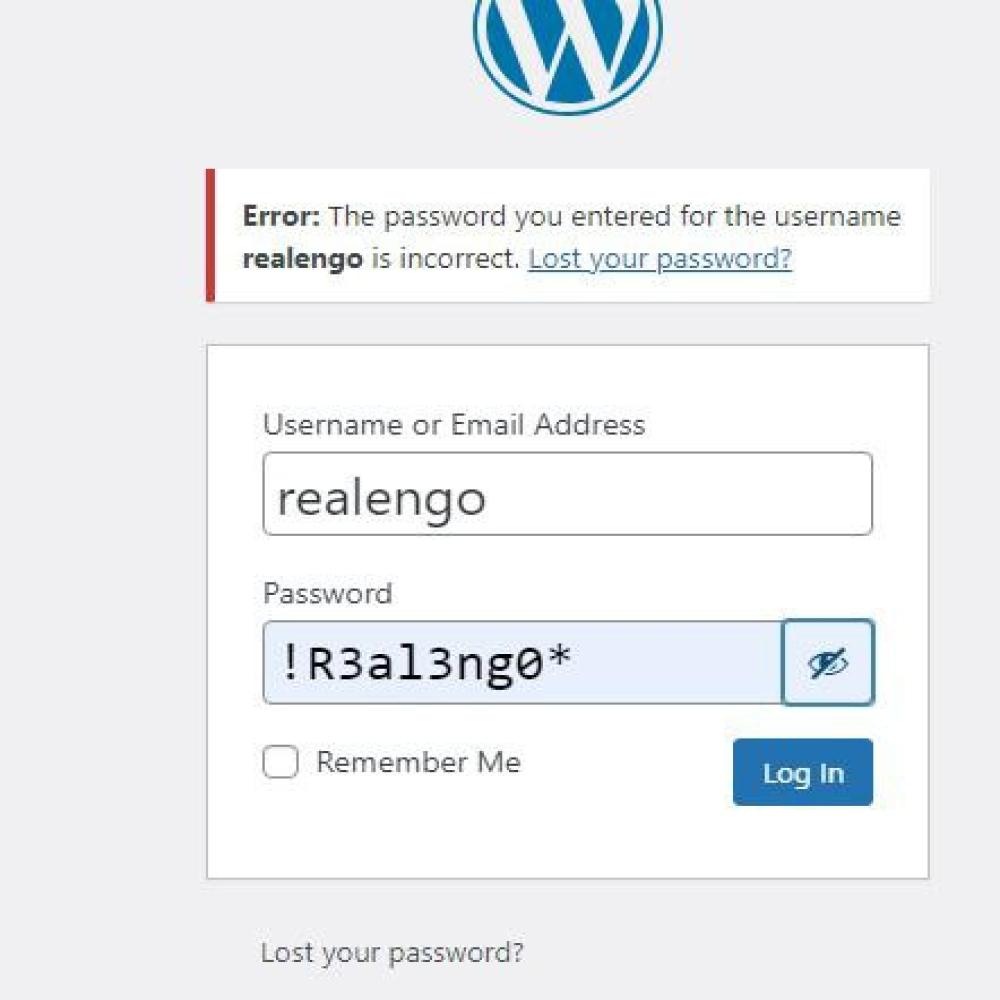 Error: The password you entered for the username
realengo is incorrect. Lost your password?
Username or Email Address
realengo
Password
!R3al3ng0*
Remember Me
Log In
Lost your password?